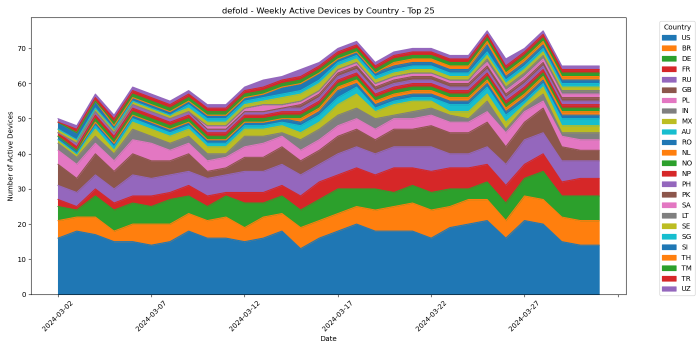 defold - Weekly Active Devices by Country - Top 25
Number of Active Devices
70
60
50
40
30
20
10
0
2024-03-02
2024-03-07
2024-03-12
2024-03-17
2024-03-22
2024-03-27
Date
Country
US
BR
DE
FR
RU
GB
PL
IN
MX
AU
RO
NL
NO
NP
PH
PK
SA
LT
SE
SG
SI
TH
TM
TR
UZ